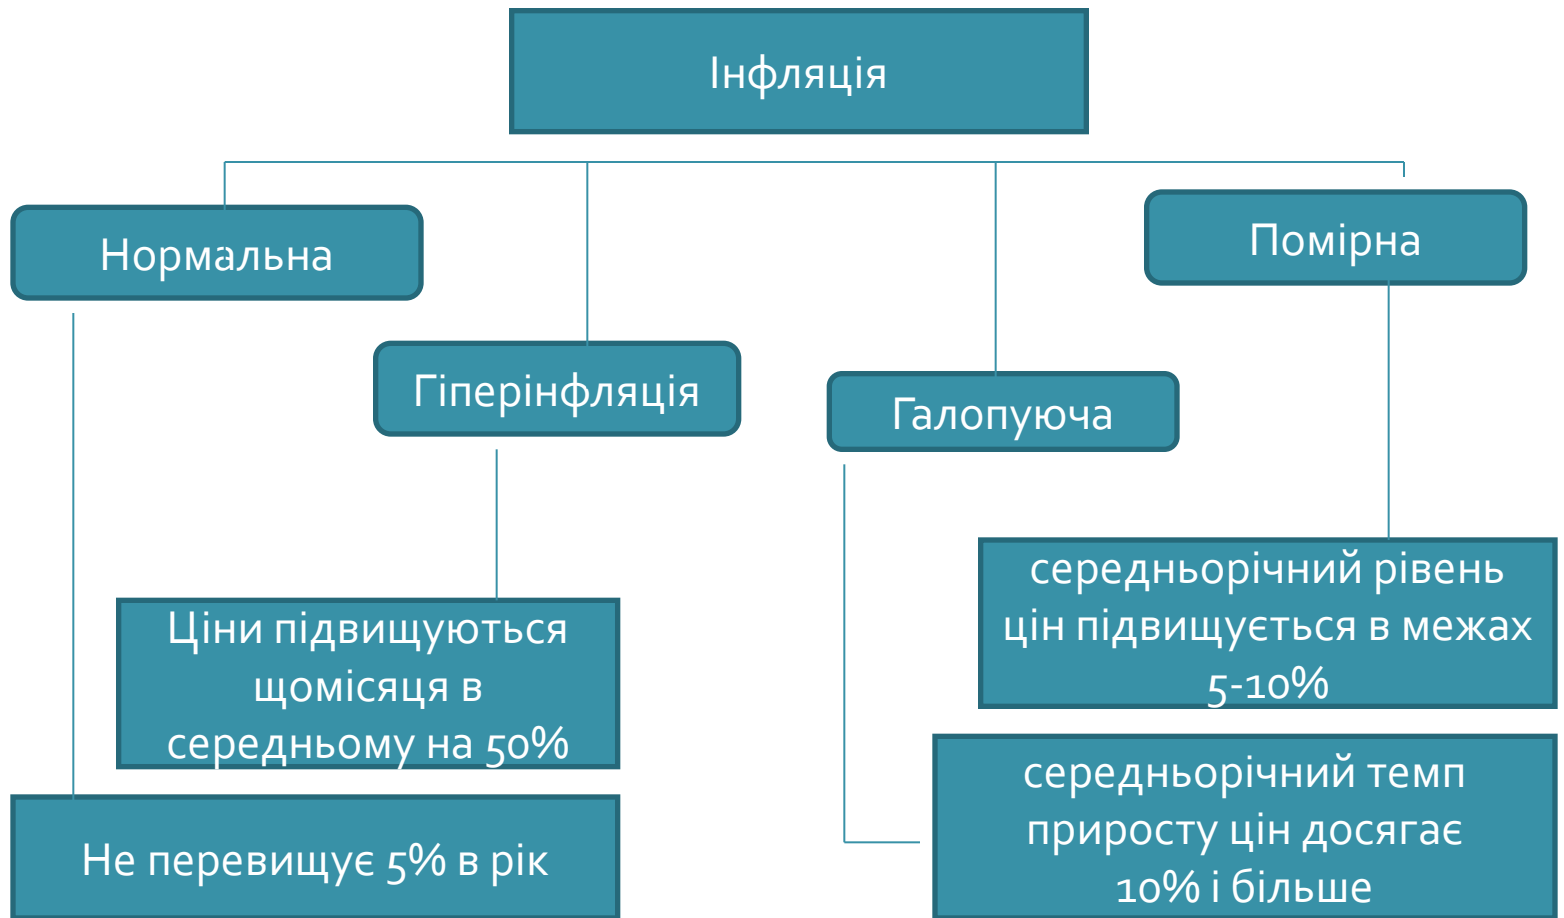 Інфляція
Нормальна
Помірна
Гіперінфляція
Галопуюча
середньорічний рівень
цін підвищується в межах
5-10%
Ціни підвищуються
щомісяця в
середньому на 50%
середньорічний темп
приросту цін досягає
10% і більше
Не перевищує 5% в рік